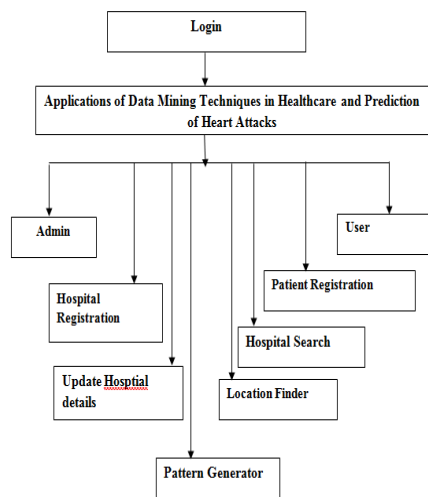 Login
Applications of Data Mining Techniques in Healthcare and Prediction
of Heart Attacks
Admin
User
Hospital
Registration
Patient Registration
Hospital Search
Update Hosptial
details
Location Finder
Pattern Generator